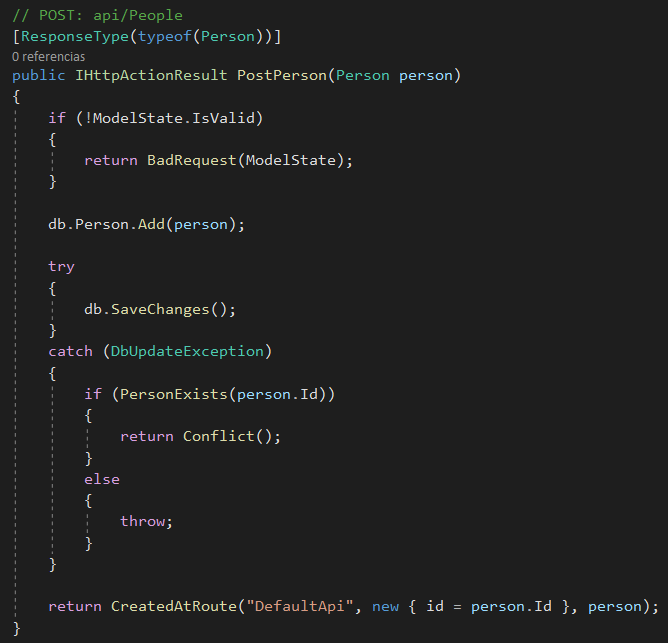 // POST: api/People
[ResponseType(typeof(Person))]
0 referencias
public IHttpActionResult PostPerson(Person person)
{
    if (!ModelState.IsValid)
    {
        return BadRequest(ModelState);
    }
    db.Person.Add(person);
    try
    {
        db.SaveChanges();
    }
    catch (DbUpdateException)
    {
        if (PersonExists(person.Id))
        {
            return Conflict();
        }
        else
        {
            throw;
        }
    }
    return CreatedAtRoute("DefaultApi", new { id = person.Id }, person);
}